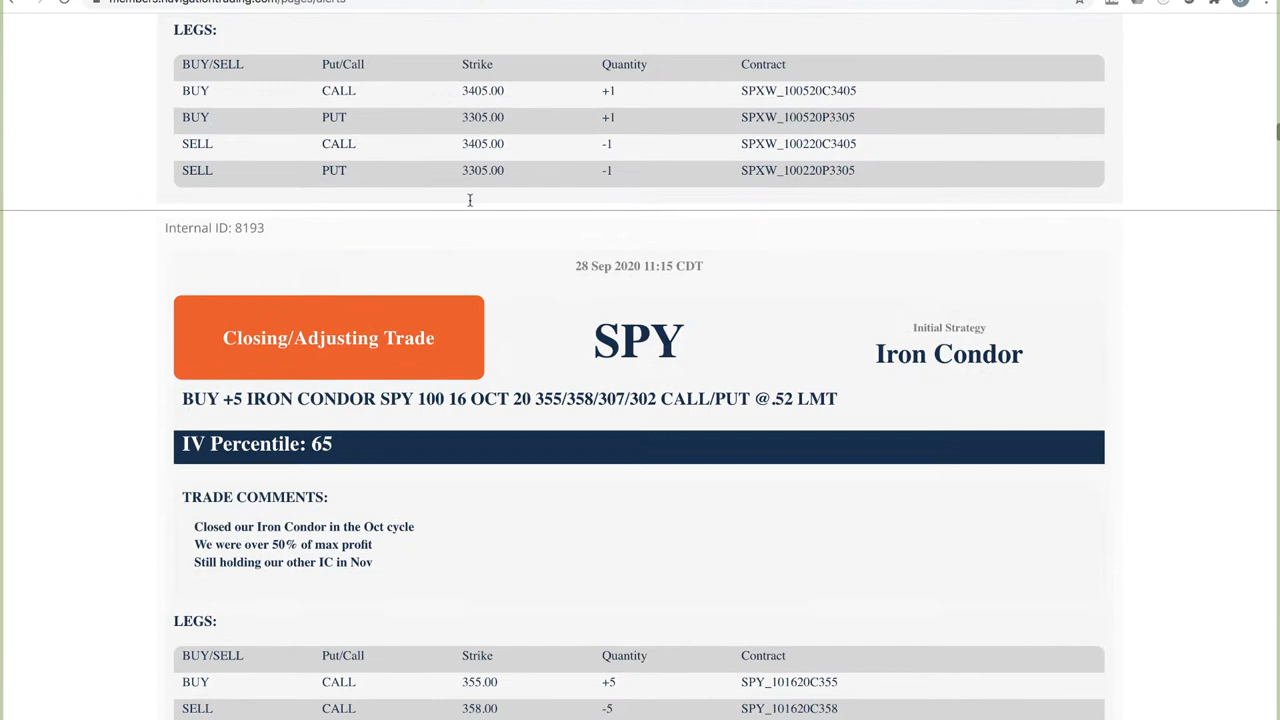 members.navigationtrading.com/pages/alerts
LEGS:
BUY/SELL Put/Call Strike Quantity Contract
BUY CALL 3405.00 +1 SPXW_100520C3405
BUY PUT 3305.00 +1 SPXW_100520P3305
SELL CALL 3405.00 -1 SPXW_100220C3405
SELL PUT 3305.00 -1 SPXW_100220P3305
Internal ID: 8193
28 Sep 2020 11:15 CDT
Closing/Adjusting Trade
SPY
Initial Strategy
Iron Condor
BUY +5 IRON CONDOR SPY 100 16 OCT 20 355/358/307/302 CALL/PUT @.52 LMT
IV Percentile: 65
TRADE COMMENTS:
Closed our Iron Condor in the Oct cycle
We were over 50% of max profit
Still holding our other IC in Nov
LEGS:
BUY/SELL Put/Call Strike Quantity Contract
BUY CALL 355.00 +5 SPY_101620C355
SELL CALL 358.00 -5 SPY_101620C358